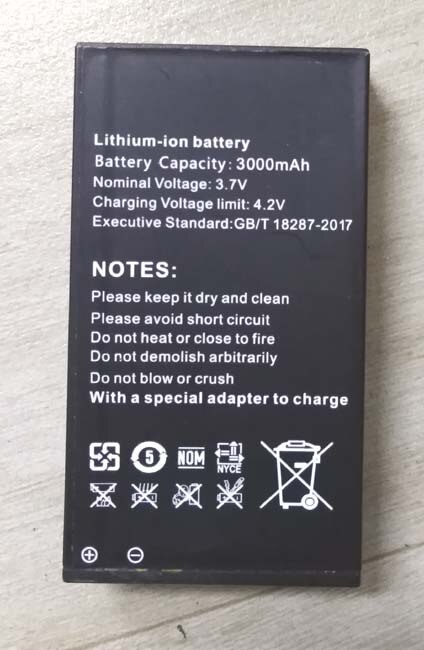 Lithium-ion battery
Battery Capacity: 3000mAh
Nominal Voltage: 3.7V
Charging Voltage limit: 4.2V
Executive Standard:GB/T 18287-2017
NOTES:
Please keep it dry and clean
Please avoid short circuit
Do not heat or close to fire
Do not demolish arbitrarily
Do not blow or crush
With a special adapter to charge
5 NOM
NYCE
+ −